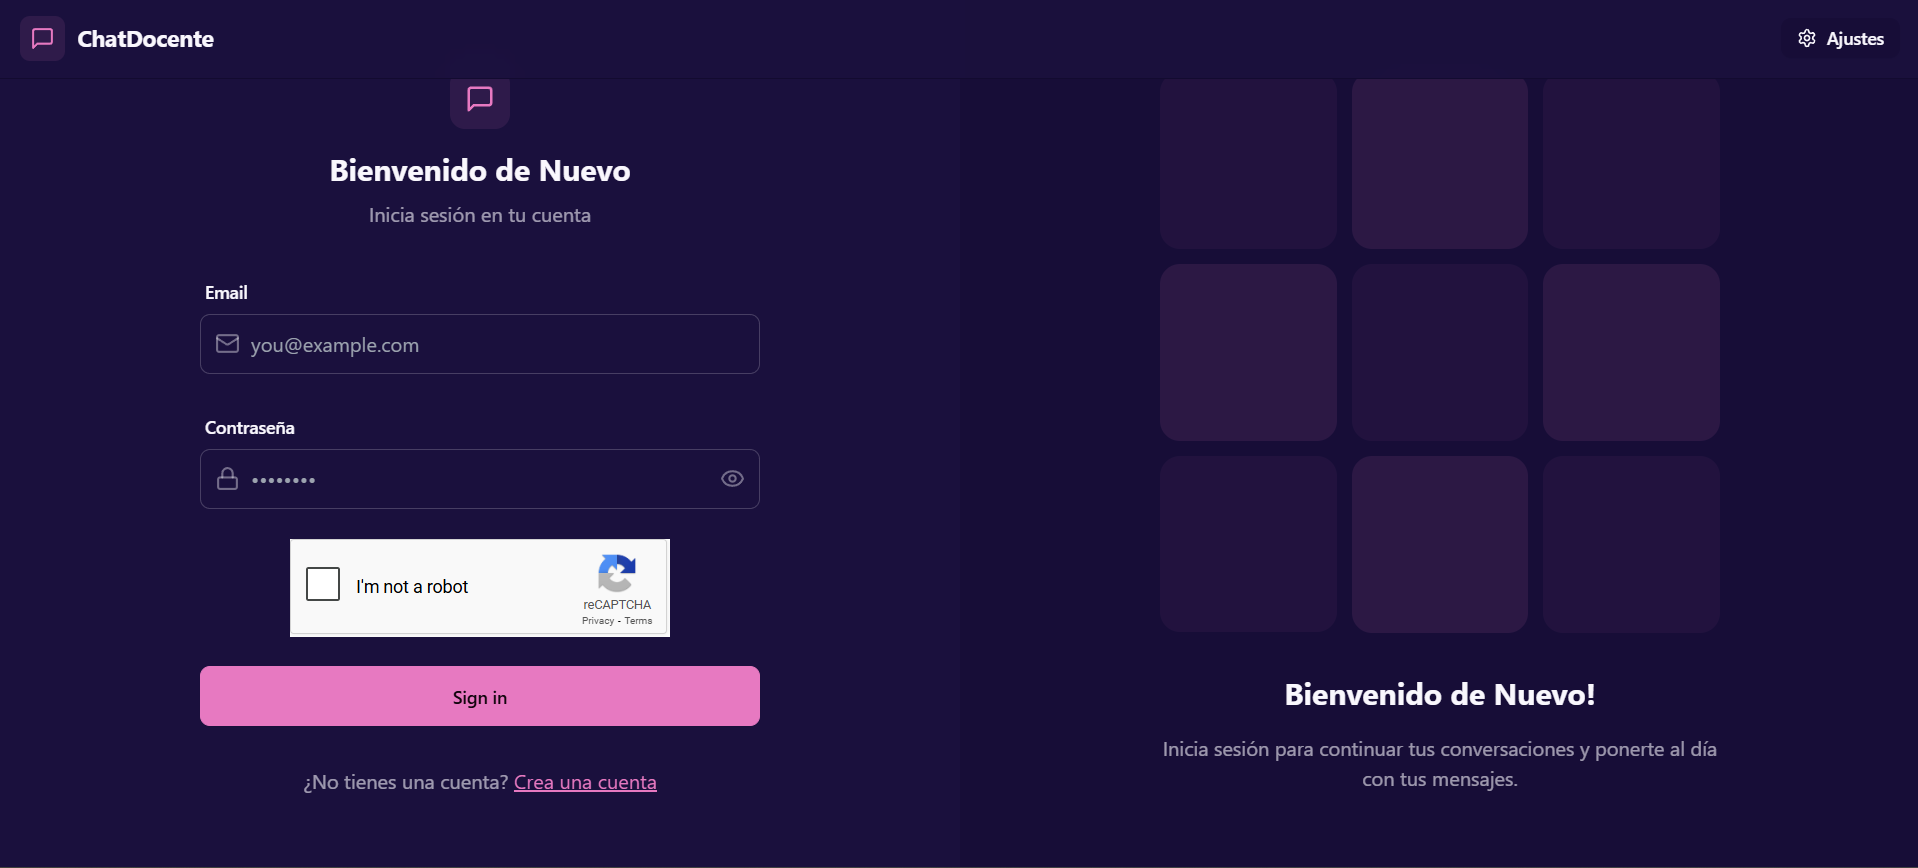 ChatDocente
Ajustes
Bienvenido de Nuevo
Inicia sesión en tu cuenta
Email
you@example.com
Contraseña
••••••••
I'm not a robot
reCAPTCHA
Privacy - Terms
Sign in
¿No tienes una cuenta? Crea una cuenta
Bienvenido de Nuevo!
Inicia sesión para continuar tus conversaciones y ponerte al día
con tus mensajes.